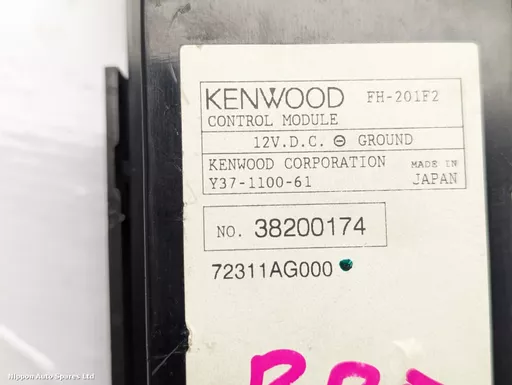 KENWOOD FH-201F2
CONTROL MODULE
12V.D.C. ⊖ GROUND
KENWOOD CORPORATION MADE IN
Y37-1100-61 JAPAN
NO. 38200174
72311AG000
Nippon Auto Spares Ltd.